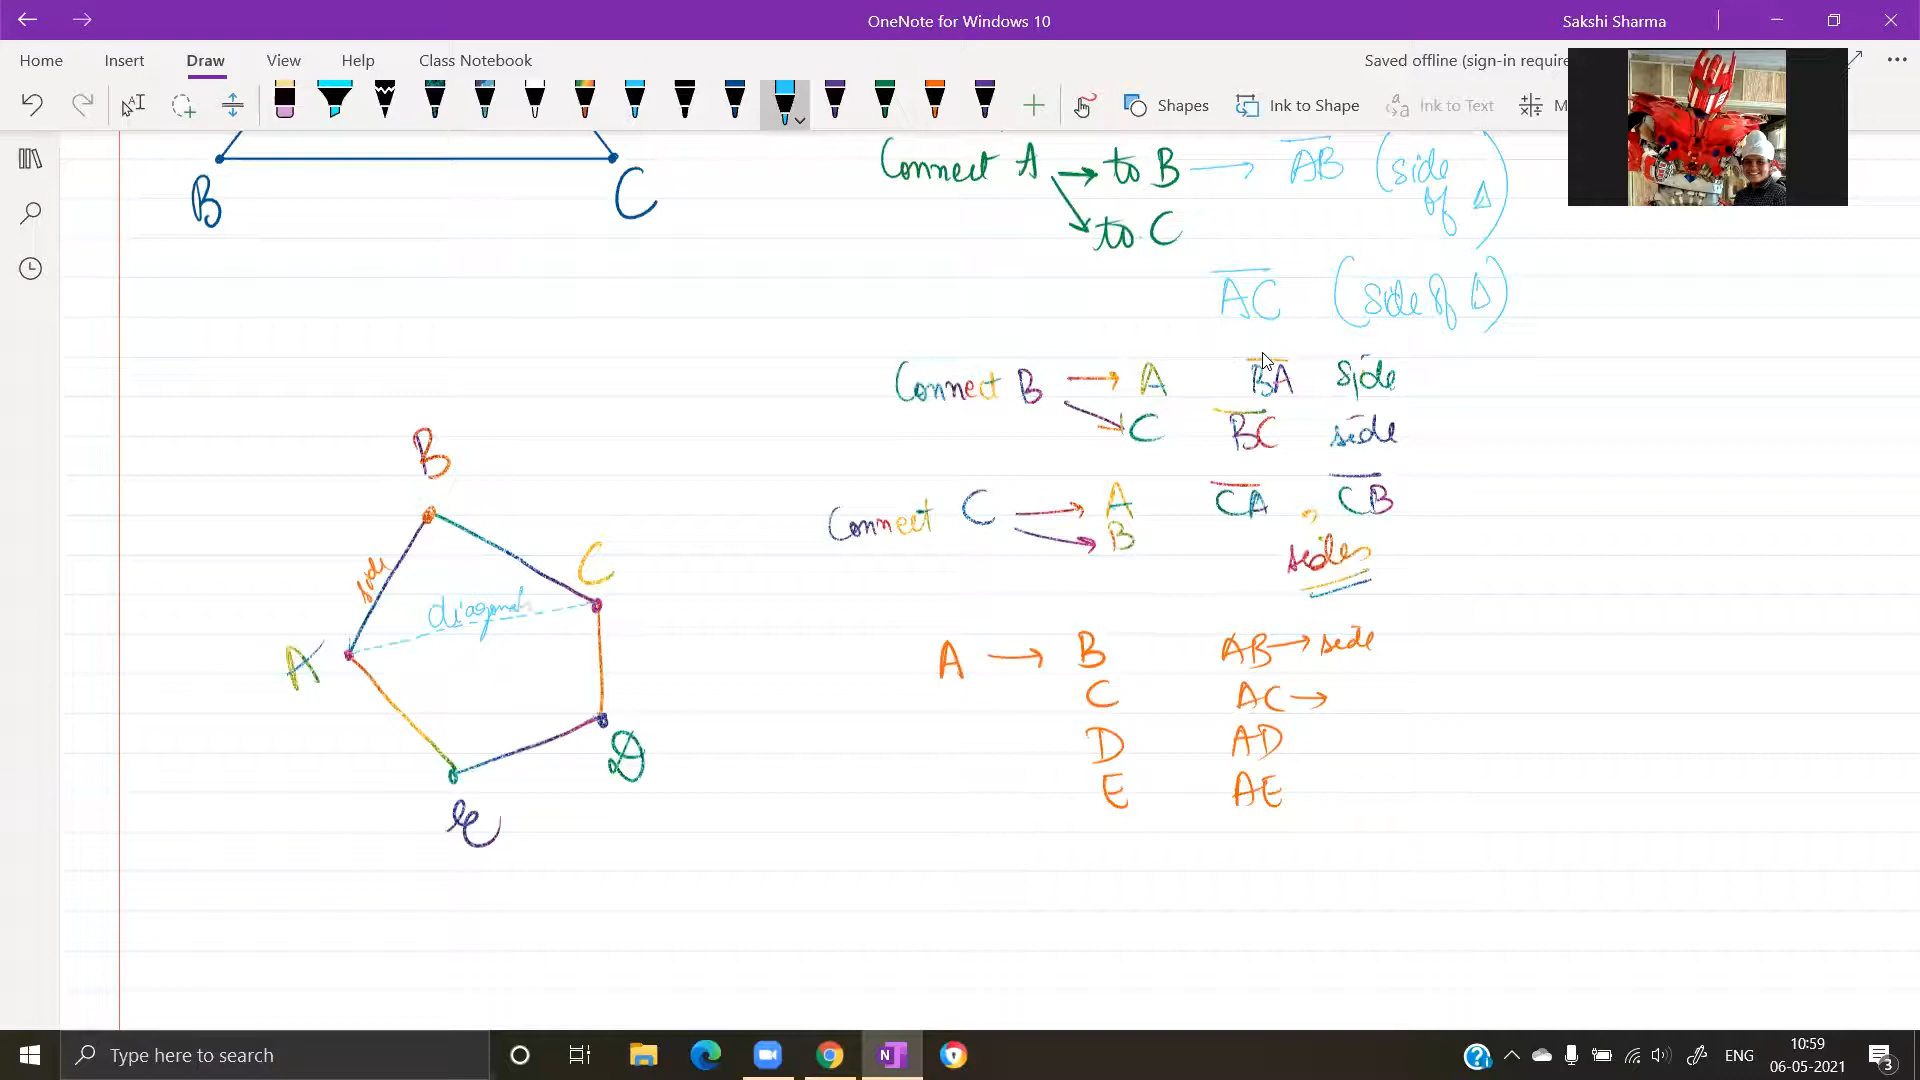 OneNote for Windows 10
Sakshi Sharma
Home Insert Draw View Help Class Notebook
Saved offline (sign-in require
Shapes Ink to Shape Ink to Text M
B C
Connect A → to B → AB (side of Δ)
to C
AC (side of Δ)
Connect B → A BA Side
C BC side
Connect C → A CA , CB
B
sides
B
side
C
diagonal
A
D
E
A → B AB → side
C AC →
D AD
E AE
Type here to search
ENG
10:59
06-05-2021
3